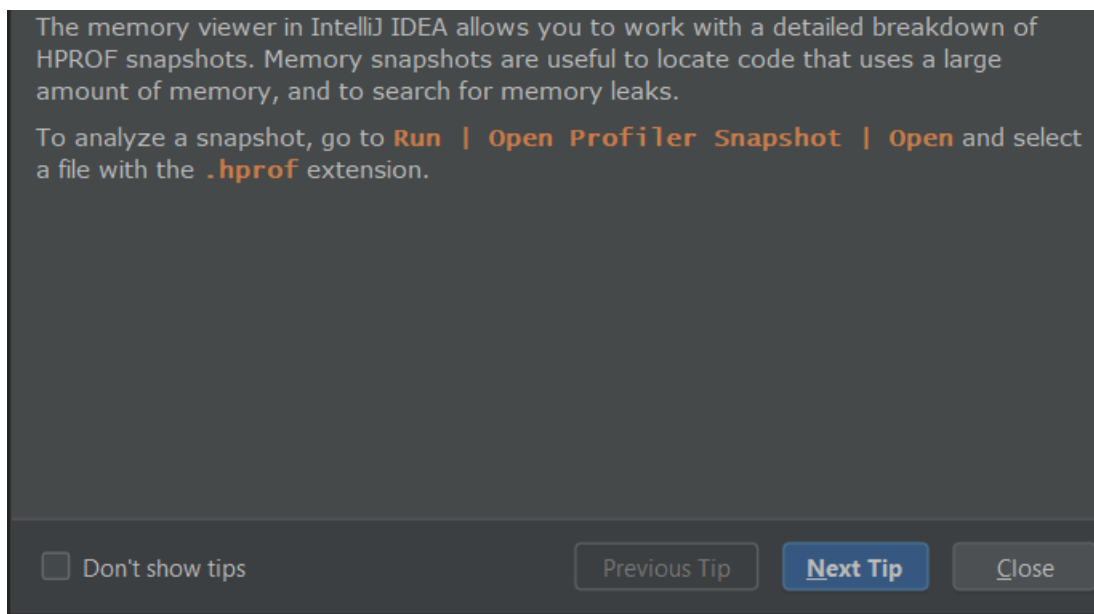 The memory viewer in IntelliJ IDEA allows you to work with a detailed breakdown of
HPROF snapshots. Memory snapshots are useful to locate code that uses a large
amount of memory, and to search for memory leaks.
To analyze a snapshot, go to Run | Open Profiler Snapshot | Open and select
a file with the .hprof extension.
Don't show tips
Previous Tip
Next Tip
Close